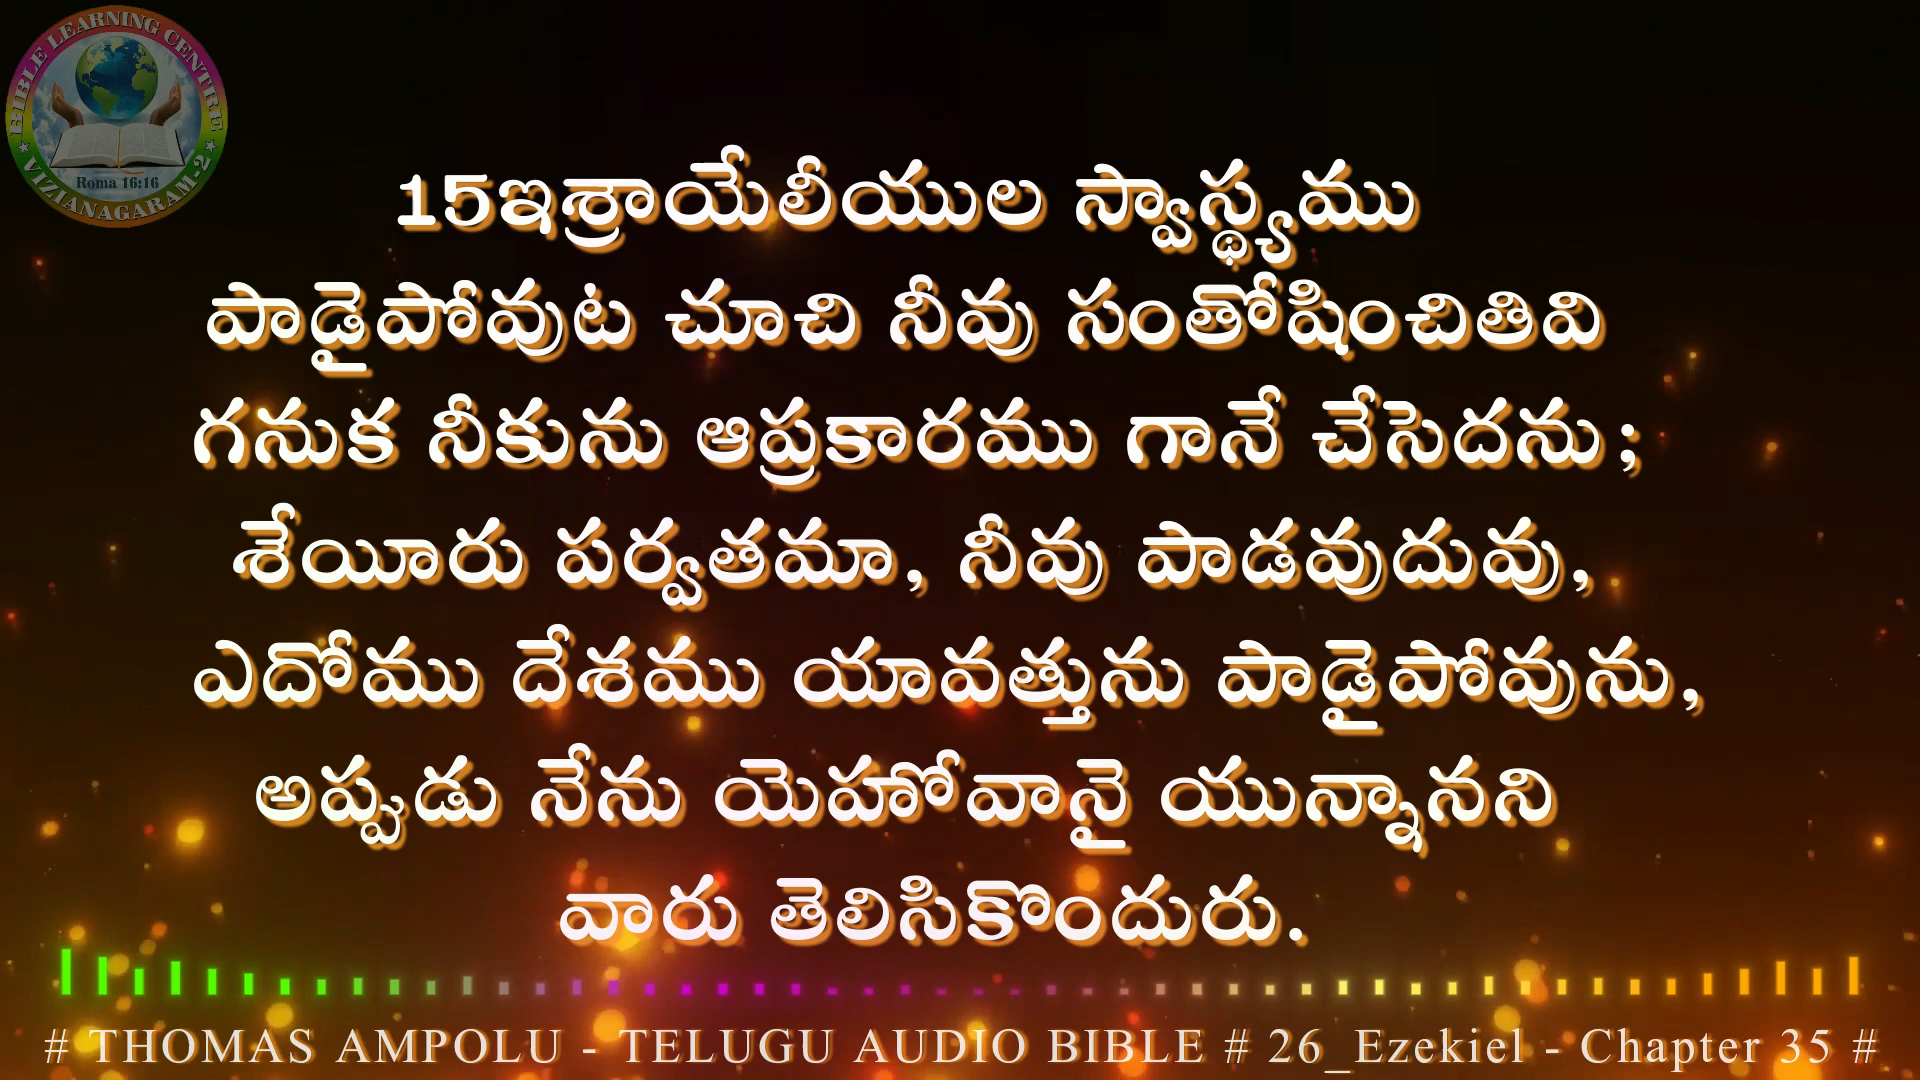 BIBLE LEARNING CENTRE
Roma 16:16
★ VIZIANAGARAM-2 ★
15ఇశ్రాయేలీయుల స్వాస్థ్యము
పాడైపోవుట చూచి నీవు సంతోషించితివి
గనుక నీకును ఆప్రకారము గానే చేసెదను;
శేయీరు పర్వతమా, నీవు పాడవుదువు,
ఎదోము దేశము యావత్తును పాడైపోవును,
అప్పుడు నేను యెహోవానై యున్నానని
వారు తెలిసికొందురు.
# THOMAS AMPOLU - TELUGU AUDIO BIBLE # 26_Ezekiel - Chapter 35 #